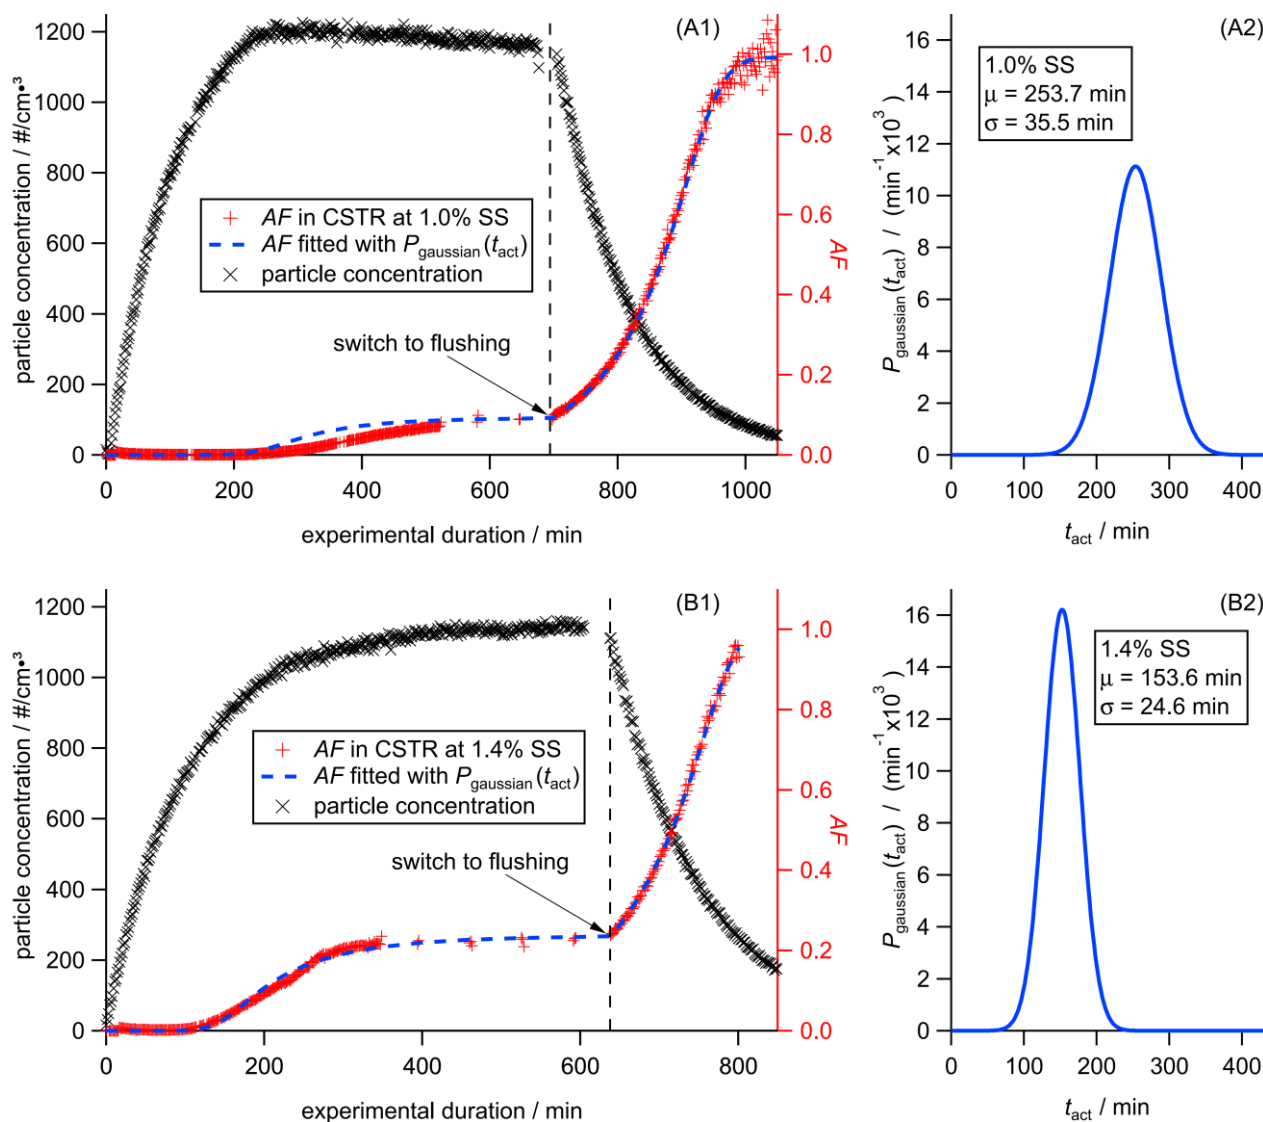 (A1)
1200
1000
800
600
400
200
0
particle concentration / #/cm•³
AF in CSTR at 1.0% SS
AF fitted with Pgaussian(tact)
particle concentration
switch to flushing
1.0
0.8
0.6
0.4
0.2
0.0
AF
0 200 400 600 800 1000
experimental duration / min
(A2)
16
14
12
10
8
6
4
2
0
Pgaussian(tact) / (min⁻¹ x10³)
1.0% SS
μ = 253.7 min
σ = 35.5 min
0 100 200 300 400
tact / min
(B1)
1200
1000
800
600
400
200
0
particle concentration / #/cm•³
AF in CSTR at 1.4% SS
AF fitted with Pgaussian(tact)
particle concentration
switch to flushing
1.0
0.8
0.6
0.4
0.2
0.0
AF
0 200 400 600 800
experimental duration / min
(B2)
16
14
12
10
8
6
4
2
0
Pgaussian(tact) / (min⁻¹ x10³)
1.4% SS
μ = 153.6 min
σ = 24.6 min
0 100 200 300 400
tact / min